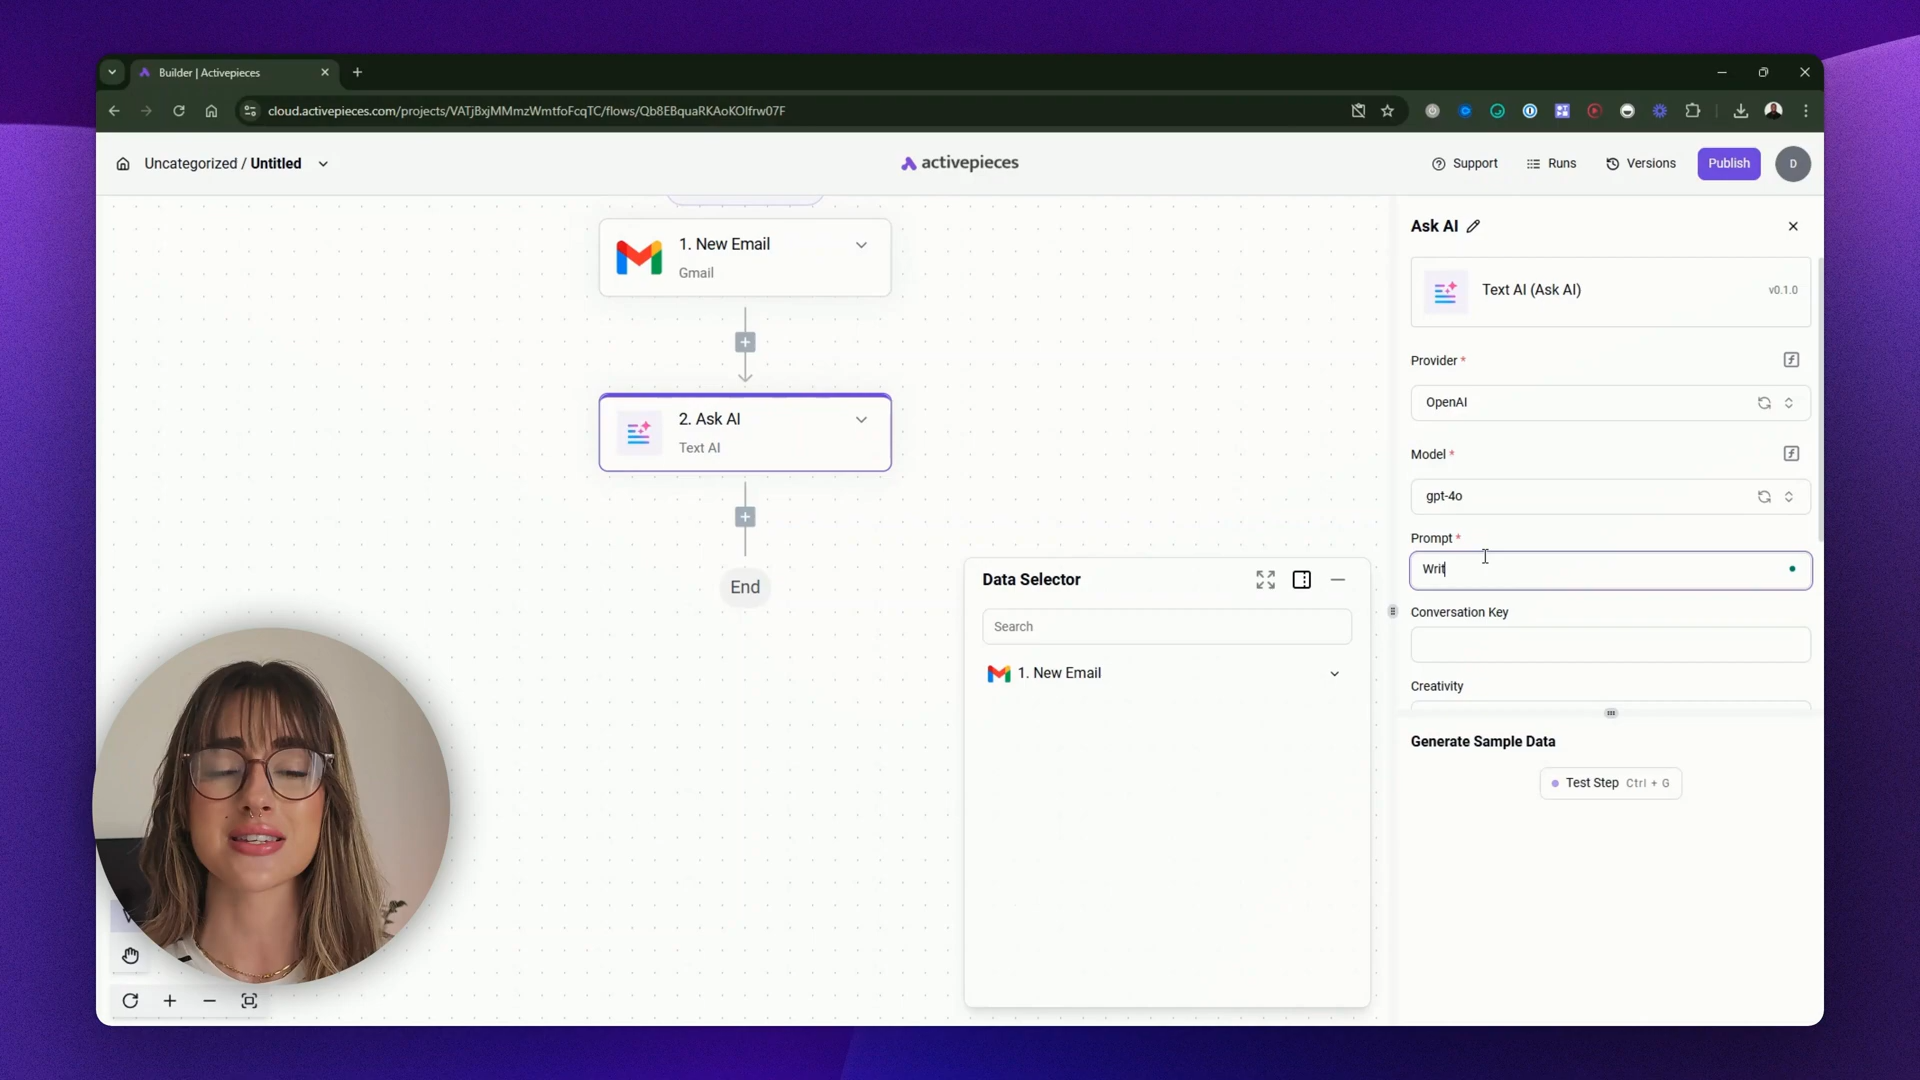 Builder | Activepieces
cloud.activepieces.com/projects/VATjBxjMMmzWmtfoFcqTC/flows/Qb8EBquaRKAoKOlfrw07F
Uncategorized / Untitled
activepieces
Support
Runs
Versions
Publish
D
1. New Email
Gmail
2. Ask AI
Text AI
End
Data Selector
Search
1. New Email
Ask AI
Text AI (Ask AI)
v0.1.0
Provider *
OpenAI
Model *
gpt-4o
Prompt *
Writ
Conversation Key
Creativity
Generate Sample Data
Test Step Ctrl + G